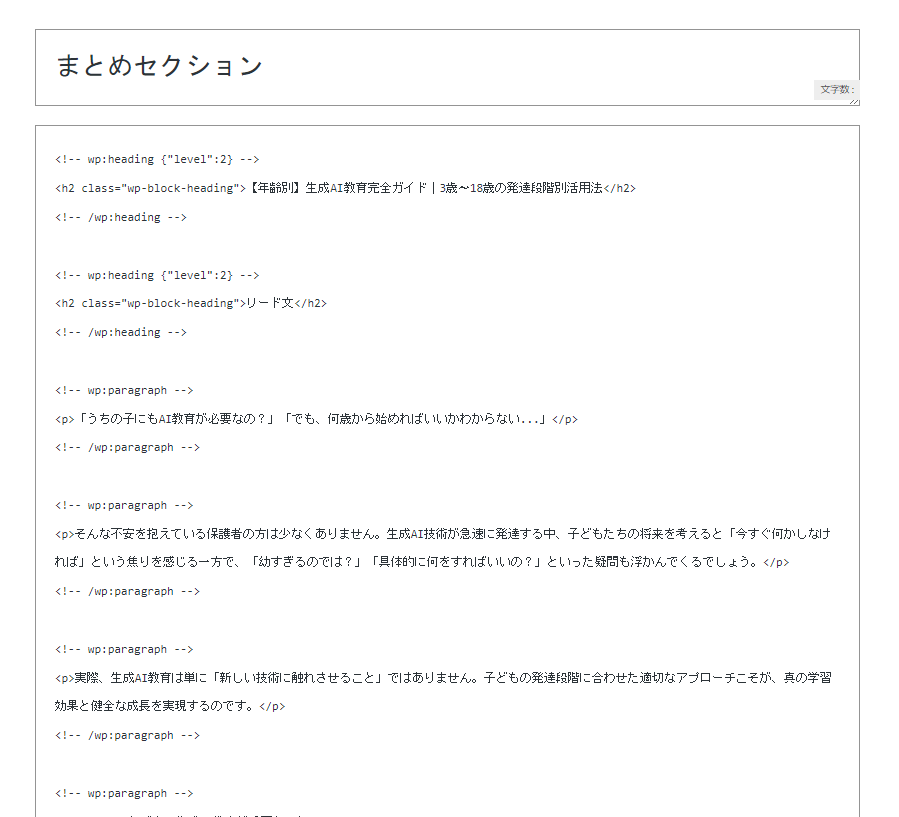 まとめセクション
文字数:
<!-- wp:heading {"level":2} -->
<h2 class="wp-block-heading">【年齢別】生成AI教育完全ガイド｜3歳〜18歳の発達段階別活用法</h2>
<!-- /wp:heading -->
<!-- wp:heading {"level":2} -->
<h2 class="wp-block-heading">リード文</h2>
<!-- /wp:heading -->
<!-- wp:paragraph -->
<p>「うちの子にもAI教育が必要なの？」「でも、何歳から始めればいいかわからない...」</p>
<!-- /wp:paragraph -->
<!-- wp:paragraph -->
<p>そんな不安を抱えている保護者の方は少なくありません。生成AI技術が急速に発達する中、子どもたちの将来を考えると「今すぐ何かしなけ
れば」という焦りを感じる一方で、「幼すぎるのでは？」「具体的に何をすればいいの？」といった疑問も浮かんでくるでしょう。</p>
<!-- /wp:paragraph -->
<!-- wp:paragraph -->
<p>実際、生成AI教育は単に「新しい技術に触れさせること」ではありません。子どもの発達段階に合わせた適切なアプローチこそが、真の学習
効果と健全な成長を実現するのです。</p>
<!-- /wp:paragraph -->
<!-- wp:paragraph -->